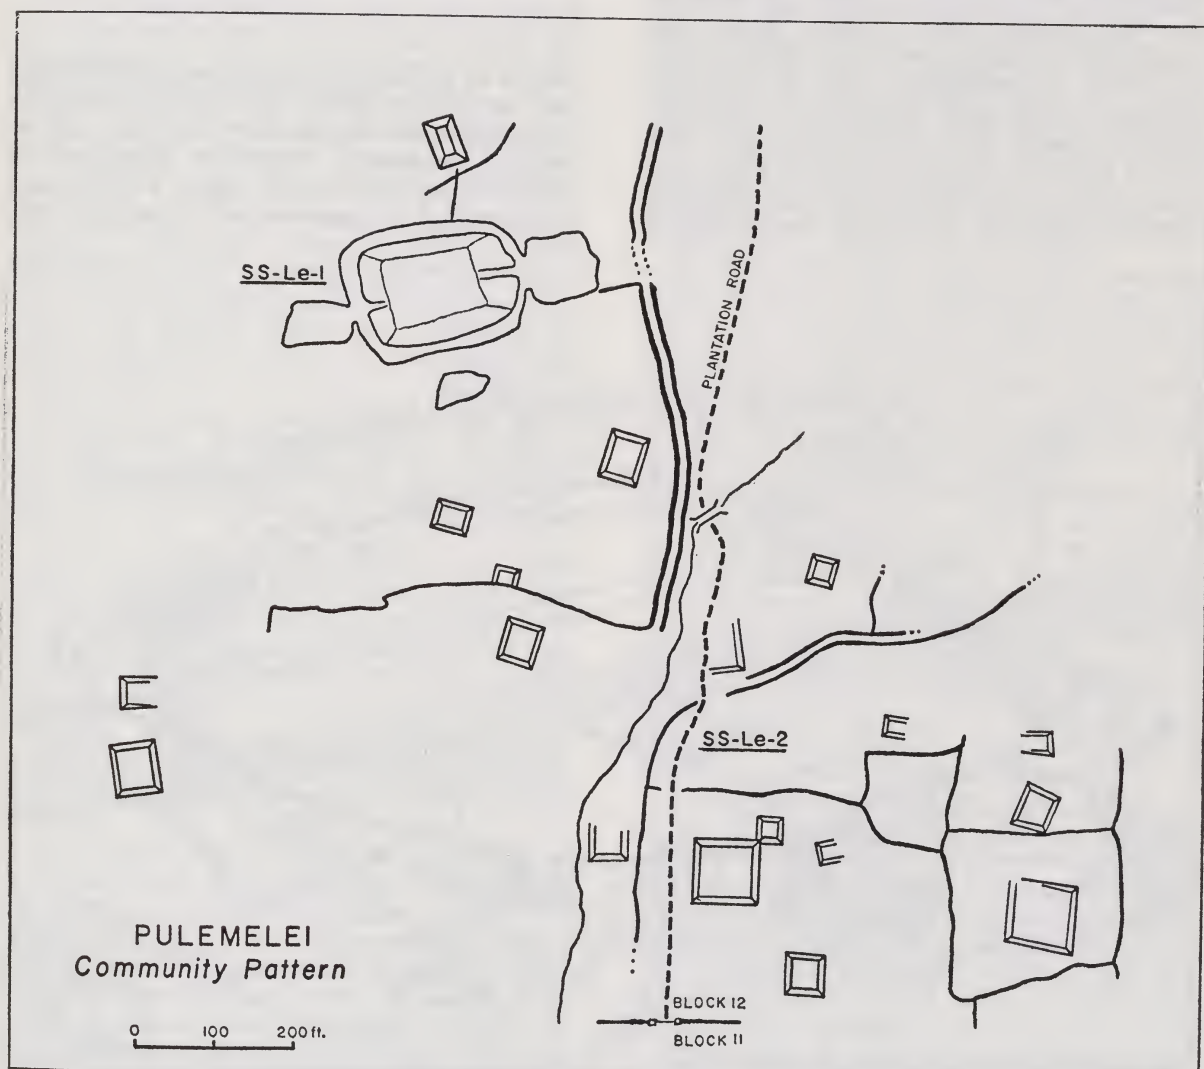 SS-Le-1
PLANTATION ROAD
SS-Le-2
PULEMELEI
Community Pattern
0 100 200 ft.
BLOCK 12
BLOCK 11